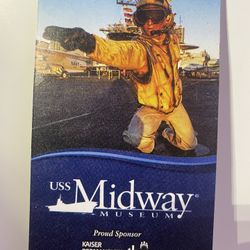 USS Midway®
MUSEUM
Proud Sponsor
KAISER